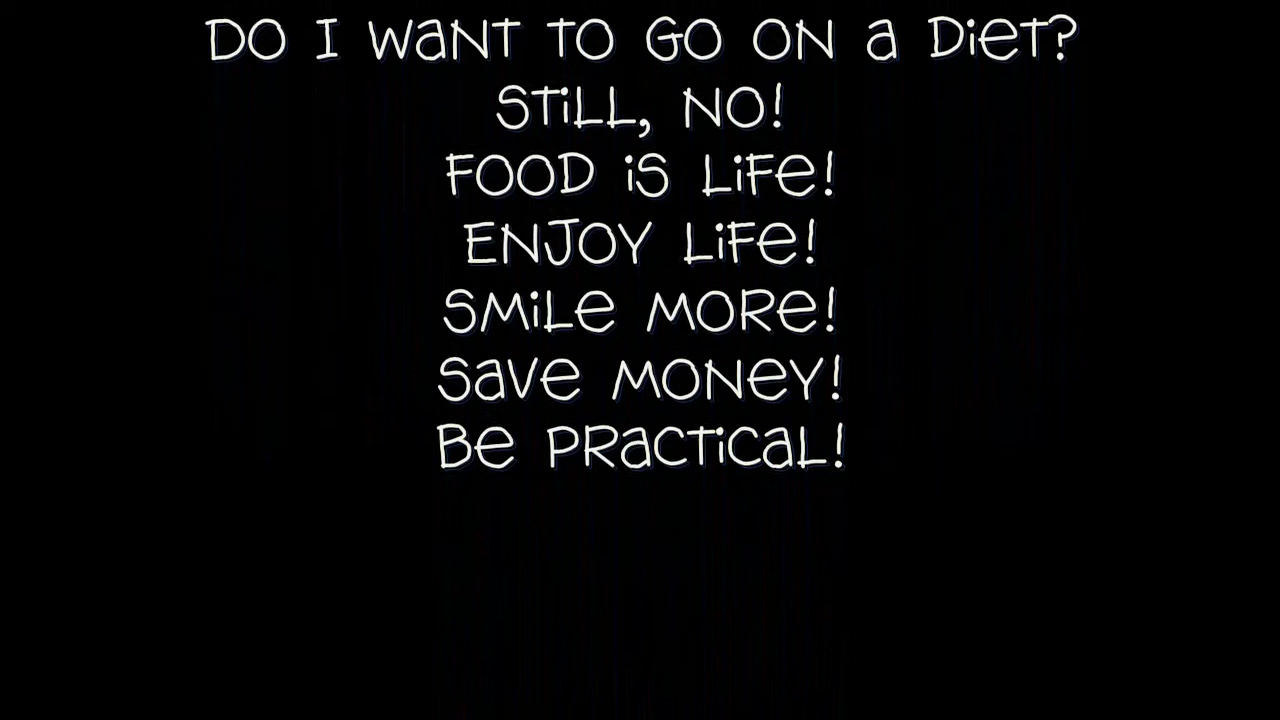 DO I WaNT TO GO ON a DieT?
STiLL, NO!
FOOD iS LiFe!
ENJOY LiFe!
SMiLe MORe!
Save MONeY!
Be PRacTicaL!